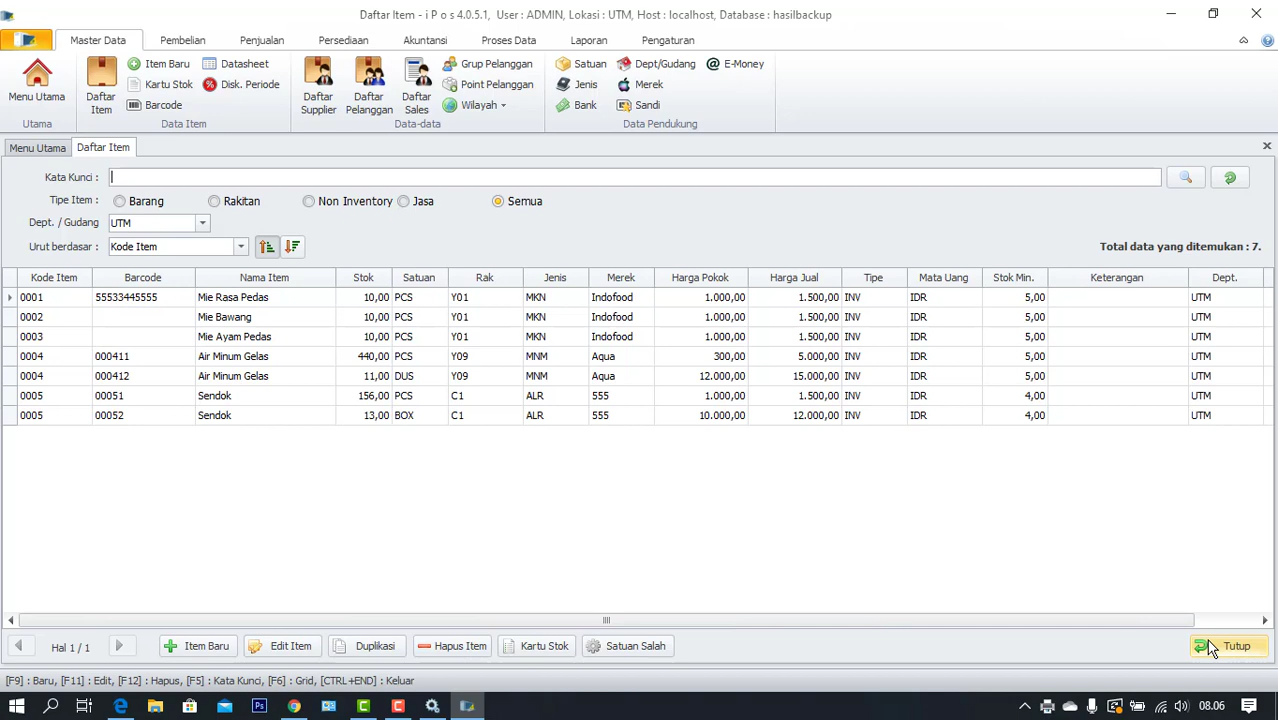 Daftar Item - i P o s 4.0.5.1, User : ADMIN, Lokasi : UTM, Host : localhost, Database : hasilbackup
Master Data Pembelian Penjualan Persediaan Akuntansi Proses Data Laporan Pengaturan
Menu Utama
Utama
Daftar Item
Item Baru
Kartu Stok
Barcode
Datasheet
Disk. Periode
Data Item
Daftar Supplier
Daftar Pelanggan
Daftar Sales
Grup Pelanggan
Point Pelanggan
Wilayah
Data-data
Satuan
Jenis
Bank
Dept/Gudang
Merek
Sandi
E-Money
Data Pendukung
Menu Utama Daftar Item
Kata Kunci :
Tipe Item : Barang Rakitan Non Inventory Jasa Semua
Dept. / Gudang : UTM
Urut berdasar : Kode Item
Total data yang ditemukan : 7.
Kode Item Barcode Nama Item Stok Satuan Rak Jenis Merek Harga Pokok Harga Jual Tipe Mata Uang Stok Min. Keterangan Dept.
0001 55533445555 Mie Rasa Pedas 10,00 PCS Y01 MKN Indofood 1.000,00 1.500,00 INV IDR 5,00 UTM
0002 Mie Bawang 10,00 PCS Y01 MKN Indofood 1.000,00 1.500,00 INV IDR 5,00 UTM
0003 Mie Ayam Pedas 10,00 PCS Y01 MKN Indofood 1.000,00 1.500,00 INV IDR 5,00 UTM
0004 000411 Air Minum Gelas 440,00 PCS Y09 MNM Aqua 300,00 5.000,00 INV IDR 5,00 UTM
0004 000412 Air Minum Gelas 11,00 DUS Y09 MNM Aqua 12.000,00 15.000,00 INV IDR 5,00 UTM
0005 00051 Sendok 156,00 PCS C1 ALR 555 1.000,00 1.500,00 INV IDR 4,00 UTM
0005 00052 Sendok 13,00 BOX C1 ALR 555 10.000,00 12.000,00 INV IDR 4,00 UTM
Hal 1 / 1 Item Baru Edit Item Duplikasi Hapus Item Kartu Stok Satuan Salah Tutup
[F9] : Baru, [F11] : Edit, [F12] : Hapus, [F5] : Kata Kunci, [F6] : Grid, [CTRL+END] : Keluar
Ps 08.06